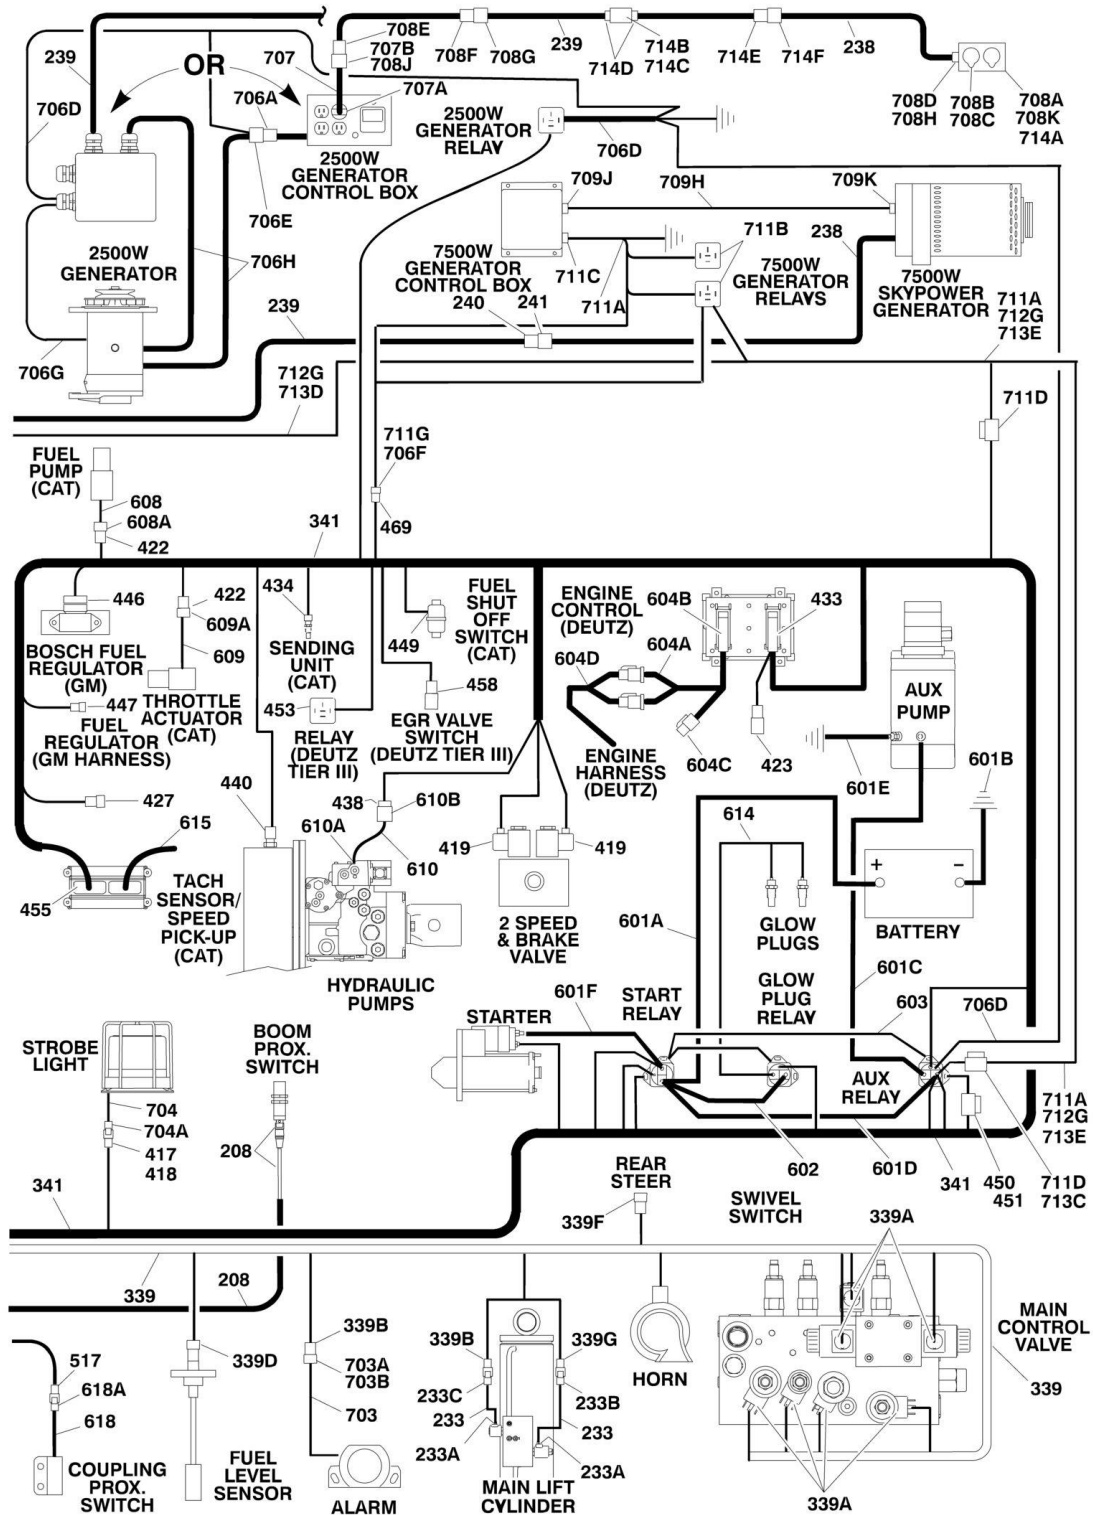 708E
707B
708J
708F
708G
239
714B
714C
714D
714E
714F
238
239
OR
707
706D
706A
707A
2500W
GENERATOR
RELAY
706D
708D
708H
708B
708C
708A
708K
714A
2500W
GENERATOR
CONTROL BOX
706E
709J
709H
709K
2500W
GENERATOR
706H
7500W
GENERATOR
CONTROL BOX
711C
711A
711B
238
7500W
GENERATOR
RELAYS
7500W
SKYPOWER
GENERATOR
711A
712G
713E
240
241
239
706G
712G
713D
711D
711G
706F
469
FUEL
PUMP
(CAT)
608
608A
422
341
446
BOSCH FUEL
REGULATOR
(GM)
422
609A
609
434
SENDING
UNIT
(CAT)
449
FUEL
SHUT
OFF
SWITCH
(CAT)
ENGINE
CONTROL
(DEUTZ)
604B
433
604D
604A
447
FUEL
REGULATOR
(GM HARNESS)
THROTTLE
ACTUATOR
(CAT)
453
RELAY
(DEUTZ
TIER III)
458
EGR VALVE
SWITCH
(DEUTZ TIER III)
ENGINE
HARNESS
(DEUTZ)
604C
423
AUX
PUMP
601E
601B
427
440
438
610B
610A
610
419
419
614
615
455
TACH
SENSOR/
SPEED
PICK-UP
(CAT)
HYDRAULIC
PUMPS
2 SPEED
& BRAKE
VALVE
601A
GLOW
PLUGS
+
-
BATTERY
601C
STROBE
LIGHT
BOOM
PROX.
SWITCH
STARTER
601F
START
RELAY
GLOW
PLUG
RELAY
603
706D
AUX
RELAY
704
704A
417
418
208
711A
712G
713E
602
601D
341
450
451
711D
713C
341
REAR
STEER
339F
SWIVEL
SWITCH
339A
339
208
339D
339B
703A
703B
703
339B
233C
233
233A
339G
233B
233
233A
HORN
MAIN
CONTROL
VALVE
339
517
618A
618
COUPLING
PROX.
SWITCH
FUEL
LEVEL
SENSOR
ALARM
MAIN LIFT
CYLINDER
339A